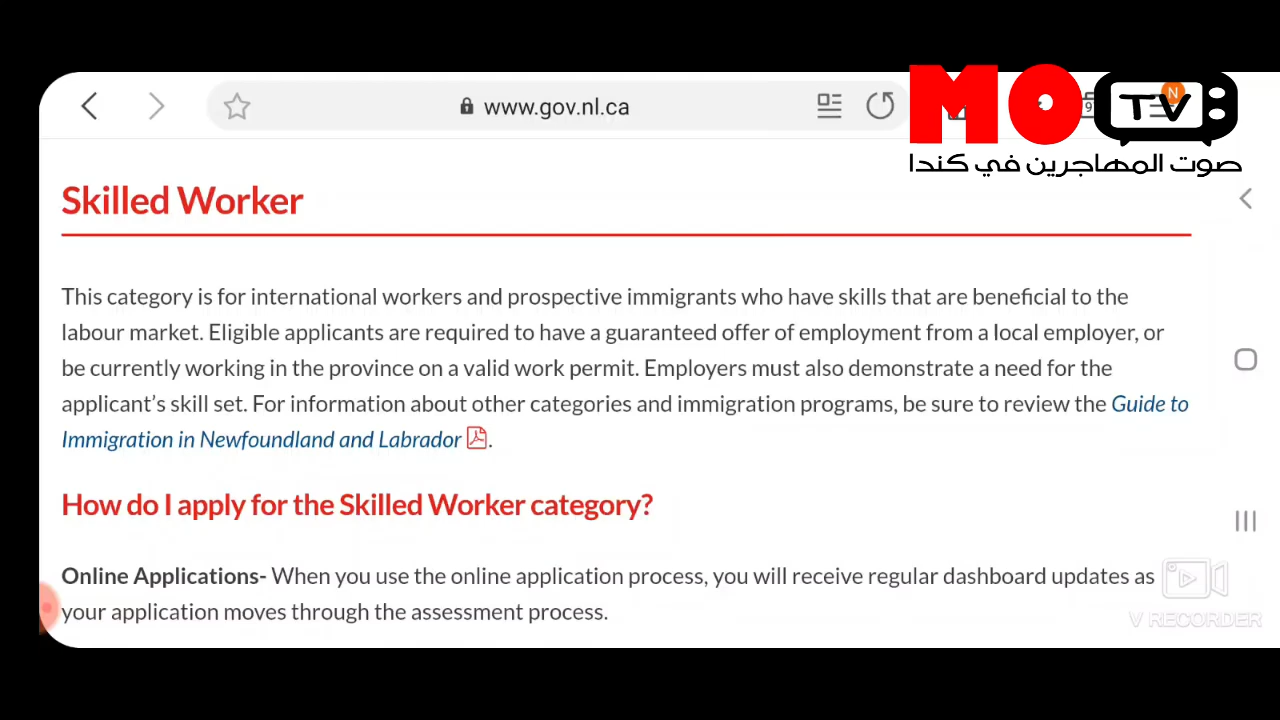 www.gov.nl.ca
MO TV
N
9
صوت المهاجرين في كندا
Skilled Worker
This category is for international workers and prospective immigrants who have skills that are beneficial to the
labour market. Eligible applicants are required to have a guaranteed offer of employment from a local employer, or
be currently working in the province on a valid work permit. Employers must also demonstrate a need for the
applicant's skill set. For information about other categories and immigration programs, be sure to review the Guide to
Immigration in Newfoundland and Labrador.
How do I apply for the Skilled Worker category?
Online Applications- When you use the online application process, you will receive regular dashboard updates as
your application moves through the assessment process.
V RECORDER